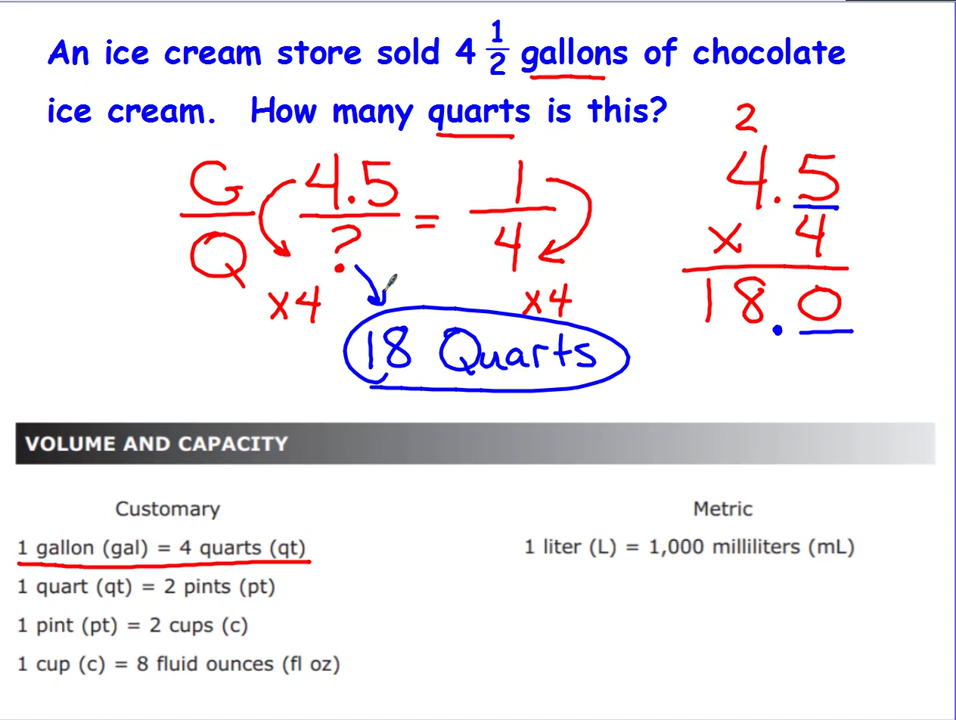 An ice cream store sold 4 1/2 gallons of chocolate
ice cream. How many quarts is this?
G/Q 4.5/? = 1/4
x4 x4
18 Quarts
2
4.5
x 4
18.0
VOLUME AND CAPACITY
Customary
1 gallon (gal) = 4 quarts (qt)
1 quart (qt) = 2 pints (pt)
1 pint (pt) = 2 cups (c)
1 cup (c) = 8 fluid ounces (fl oz)
Metric
1 liter (L) = 1,000 milliliters (mL)